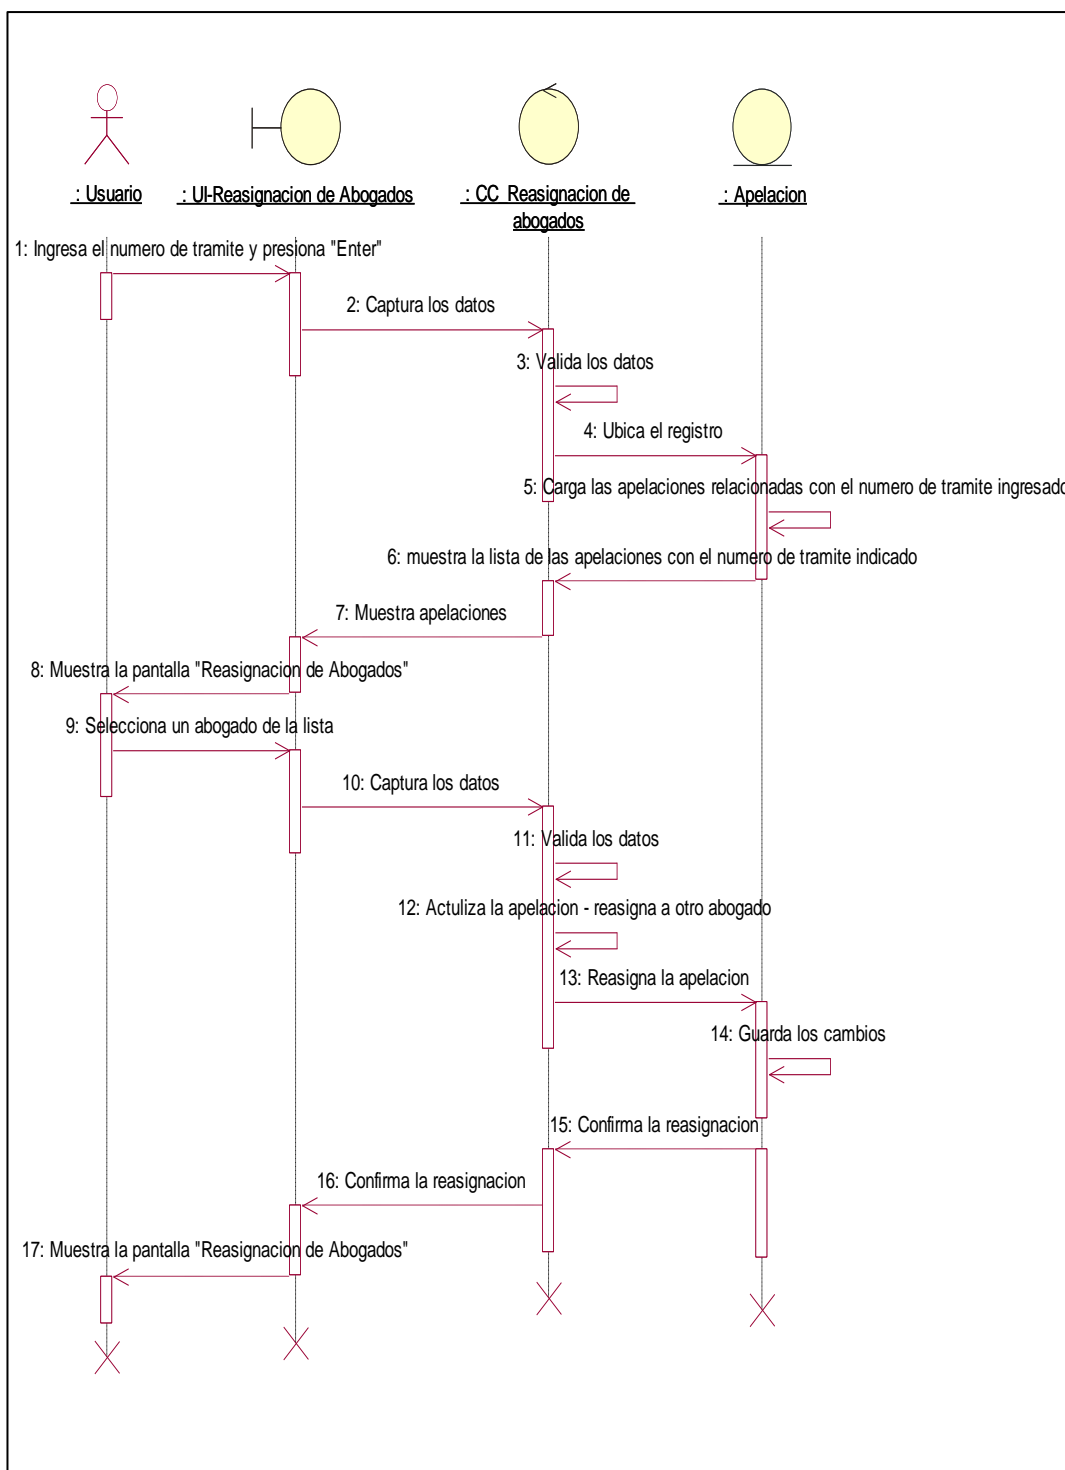 : Usuario
: UI-Reasignacion de Abogados
: CC_Reasignacion de
abogados
: Apelacion
1: Ingresa el numero de tramite y presiona "Enter"
2: Captura los datos
3: Valida los datos
4: Ubica el registro
5: Carga las apelaciones relacionadas con el numero de tramite ingresado
6: muestra la lista de las apelaciones con el numero de tramite indicado
7: Muestra apelaciones
8: Muestra la pantalla "Reasignacion de Abogados"
9: Selecciona un abogado de la lista
10: Captura los datos
11: Valida los datos
12: Actuliza la apelacion - reasigna a otro abogado
13: Reasigna la apelacion
14: Guarda los cambios
15: Confirma la reasignacion
16: Confirma la reasignacion
17: Muestra la pantalla "Reasignacion de Abogados"